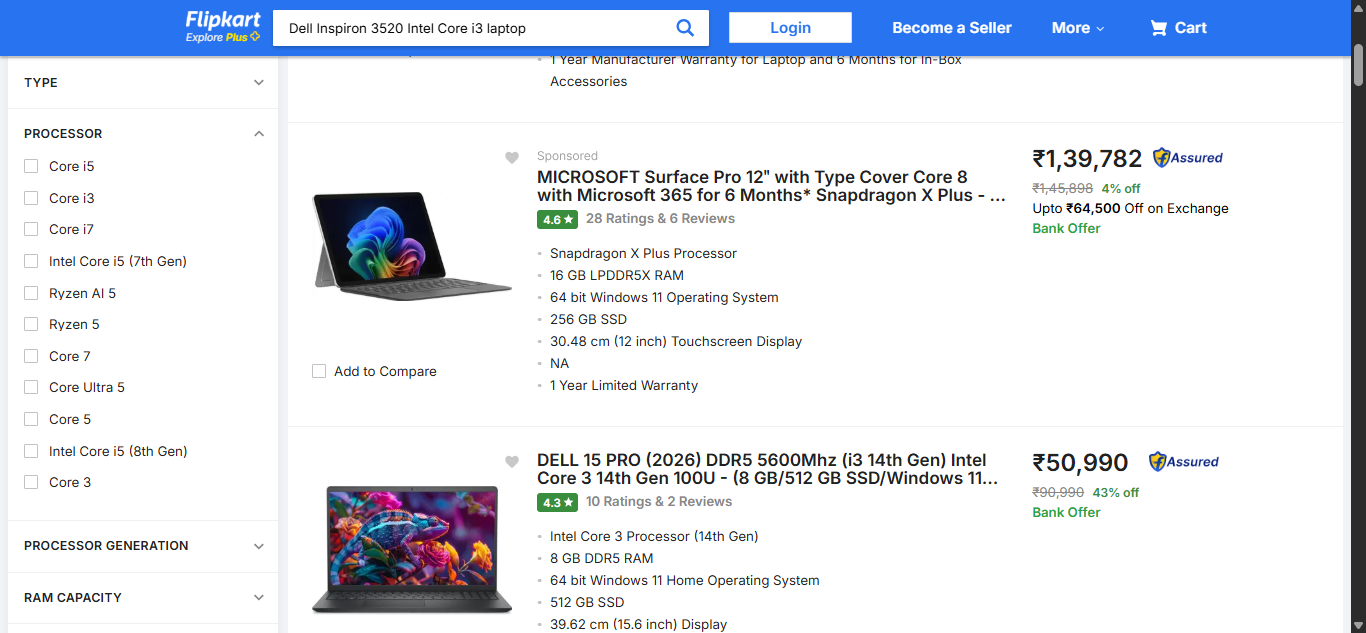 Flipkart
Explore Plus
Dell Inspiron 3520 Intel Core i3 laptop
Login
Become a Seller
More
Cart
TYPE
PROCESSOR
Core i5
Core i3
Core i7
Intel Core i5 (7th Gen)
Ryzen AI 5
Ryzen 5
Core 7
Core Ultra 5
Core 5
Intel Core i5 (8th Gen)
Core 3
PROCESSOR GENERATION
RAM CAPACITY
1 Year Manufacturer Warranty for Laptop and 6 Months for In-Box
Accessories
Sponsored
MICROSOFT Surface Pro 12" with Type Cover Core 8
with Microsoft 365 for 6 Months* Snapdragon X Plus - ...
4.6★ 28 Ratings & 6 Reviews
Snapdragon X Plus Processor
16 GB LPDDR5X RAM
64 bit Windows 11 Operating System
256 GB SSD
30.48 cm (12 inch) Touchscreen Display
NA
1 Year Limited Warranty
Add to Compare
₹1,39,782 Assured
₹1,45,898 4% off
Upto ₹64,500 Off on Exchange
Bank Offer
DELL 15 PRO (2026) DDR5 5600Mhz (i3 14th Gen) Intel
Core 3 14th Gen 100U - (8 GB/512 GB SSD/Windows 11...
4.3★ 10 Ratings & 2 Reviews
Intel Core 3 Processor (14th Gen)
8 GB DDR5 RAM
64 bit Windows 11 Home Operating System
512 GB SSD
39.62 cm (15.6 inch) Display
₹50,990 Assured
₹90,990 43% off
Bank Offer